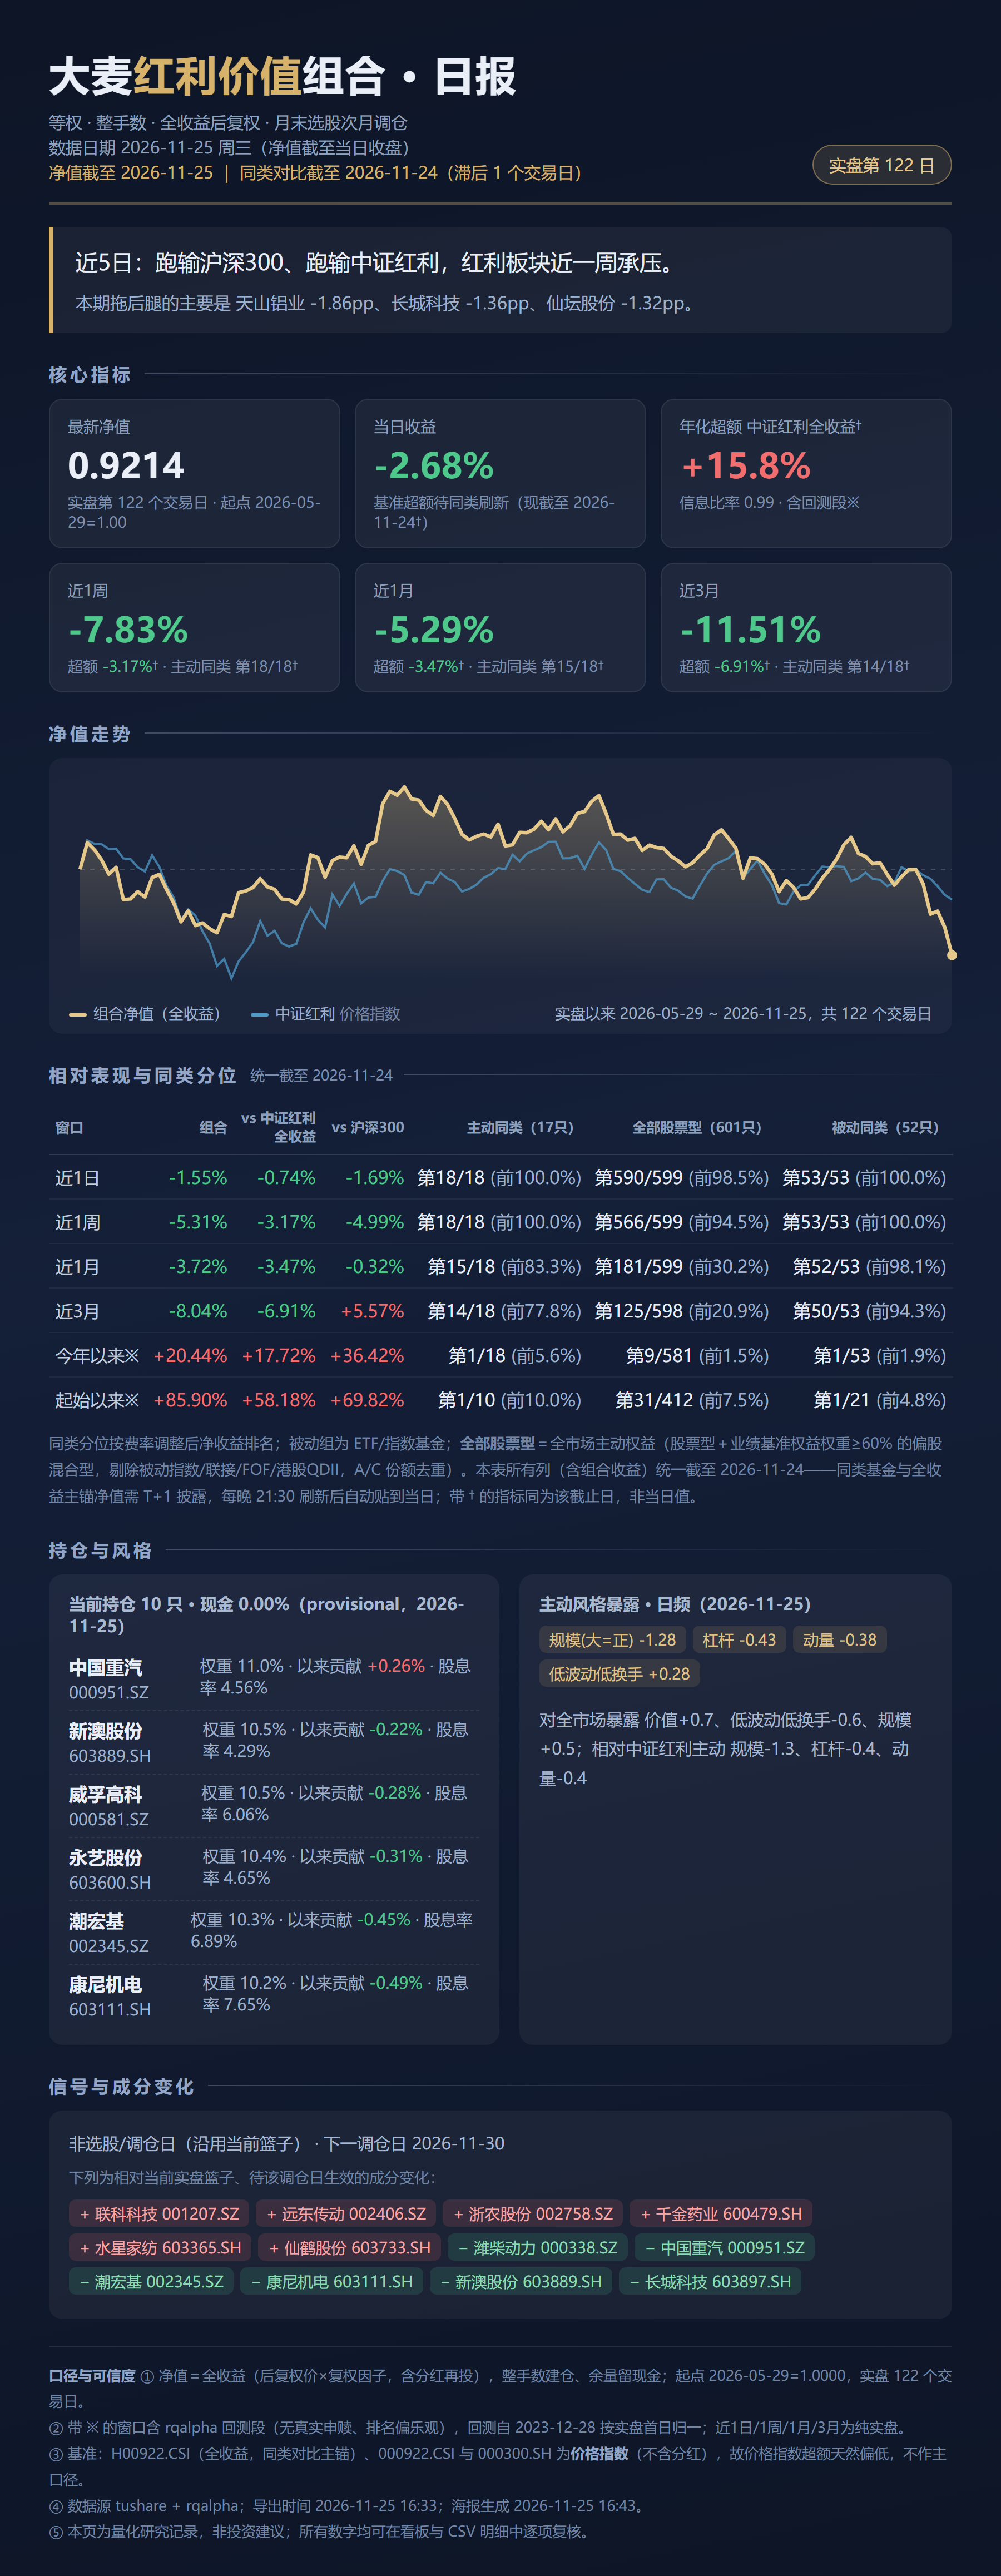 大麦红利价值组合 · 日报
等权 · 整手数 · 全收益后复权 · 月末选股次月调仓
数据日期 2026-11-25 周三（净值截至当日收盘）
净值截至 2026-11-25 ｜ 同类对比截至 2026-11-24（滞后 1 个交易日）
实盘第 122 日
近5日：跑输沪深300、跑输中证红利，红利板块近一周承压。
本期拖后腿的主要是 天山铝业 -1.86pp、长城科技 -1.36pp、仙坛股份 -1.32pp。
核心指标
最新净值
0.9214
实盘第 122 个交易日 · 起点 2026-05-
29=1.00
当日收益
-2.68%
基准超额待同类刷新（现截至 2026-
11-24†）
年化超额 中证红利全收益†
+15.8%
信息比率 0.99 · 含回测段※
近1周
-7.83%
超额 -3.17%† · 主动同类 第18/18†
近1月
-5.29%
超额 -3.47%† · 主动同类 第15/18†
近3月
-11.51%
超额 -6.91%† · 主动同类 第14/18†
净值走势
组合净值（全收益） 中证红利 价格指数 实盘以来 2026-05-29 ~ 2026-11-25，共 122 个交易日
相对表现与同类分位 统一截至 2026-11-24
窗口 组合 vs 中证红利 全收益 vs 沪深300 主动同类（17只） 全部股票型（601只） 被动同类（52只）
近1日 -1.55% -0.74% -1.69% 第18/18 (前100.0%) 第590/599 (前98.5%) 第53/53 (前100.0%)
近1周 -5.31% -3.17% -4.99% 第18/18 (前100.0%) 第566/599 (前94.5%) 第53/53 (前100.0%)
近1月 -3.72% -3.47% -0.32% 第15/18 (前83.3%) 第181/599 (前30.2%) 第52/53 (前98.1%)
近3月 -8.04% -6.91% +5.57% 第14/18 (前77.8%) 第125/598 (前20.9%) 第50/53 (前94.3%)
今年以来※ +20.44% +17.72% +36.42% 第1/18 (前5.6%) 第9/581 (前1.5%) 第1/53 (前1.9%)
起始以来※ +85.90% +58.18% +69.82% 第1/10 (前10.0%) 第31/412 (前7.5%) 第1/21 (前4.8%)
同类分位按费率调整后净收益排名；被动组为 ETF/指数基金；全部股票型 = 全市场主动权益（股票型 + 业绩基准权益权重≥60% 的偏股
混合型，剔除被动指数/联接/FOF/港股QDII，A/C 份额去重）。本表所有列（含组合收益）统一截至 2026-11-24——同类基金与全收
益主锚净值需 T+1 披露，每晚 21:30 刷新后自动贴到当日；带 † 的指标同为该截止日，非当日值。
持仓与风格
当前持仓 10 只 · 现金 0.00%（provisional，2026-
11-25）
中国重汽
000951.SZ
权重 11.0% · 以来贡献 +0.26% · 股息
率 4.56%
新澳股份
603889.SH
权重 10.5% · 以来贡献 -0.22% · 股息
率 4.29%
威孚高科
000581.SZ
权重 10.5% · 以来贡献 -0.28% · 股息
率 6.06%
永艺股份
603600.SH
权重 10.4% · 以来贡献 -0.31% · 股息
率 4.65%
潮宏基
002345.SZ
权重 10.3% · 以来贡献 -0.45% · 股息率
6.89%
康尼机电
603111.SH
权重 10.2% · 以来贡献 -0.49% · 股息
率 7.65%
主动风格暴露 · 日频（2026-11-25）
规模(大=正) -1.28 杠杆 -0.43 动量 -0.38
低波动低换手 +0.28
对全市场暴露 价值+0.7、低波动低换手-0.6、规模
+0.5；相对中证红利主动 规模-1.3、杠杆-0.4、动
量-0.4
信号与成分变化
非选股/调仓日（沿用当前篮子） · 下一调仓日 2026-11-30
下列为相对当前实盘篮子、待该调仓日生效的成分变化：
+ 联科科技 001207.SZ + 远东传动 002406.SZ + 浙农股份 002758.SZ + 千金药业 600479.SH
+ 水星家纺 603365.SH + 仙鹤股份 603733.SH − 潍柴动力 000338.SZ − 中国重汽 000951.SZ
− 潮宏基 002345.SZ − 康尼机电 603111.SH − 新澳股份 603889.SH − 长城科技 603897.SH
口径与可信度 ① 净值 = 全收益（后复权价×复权因子，含分红再投），整手数建仓、余量留现金；起点 2026-05-29=1.0000，实盘 122 个交
易日。
② 带 ※ 的窗口含 rqalpha 回测段（无真实申赎、排名偏乐观），回测自 2023-12-28 按实盘首日归一；近1日/1周/1月/3月为纯实盘。
③ 基准：H00922.CSI（全收益，同类对比主锚）、000922.CSI 与 000300.SH 为价格指数（不含分红），故价格指数超额天然偏低，不作主
口径。
④ 数据源 tushare + rqalpha；导出时间 2026-11-25 16:33；海报生成 2026-11-25 16:43。
⑤ 本页为量化研究记录，非投资建议；所有数字均可在看板与 CSV 明细中逐项复核。